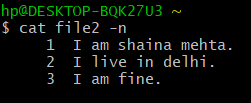 hp@DESKTOP-BQK27U3 ~
$ cat file2 -n
1 I am shaina mehta.
2 I live in delhi.
3 I am fine.